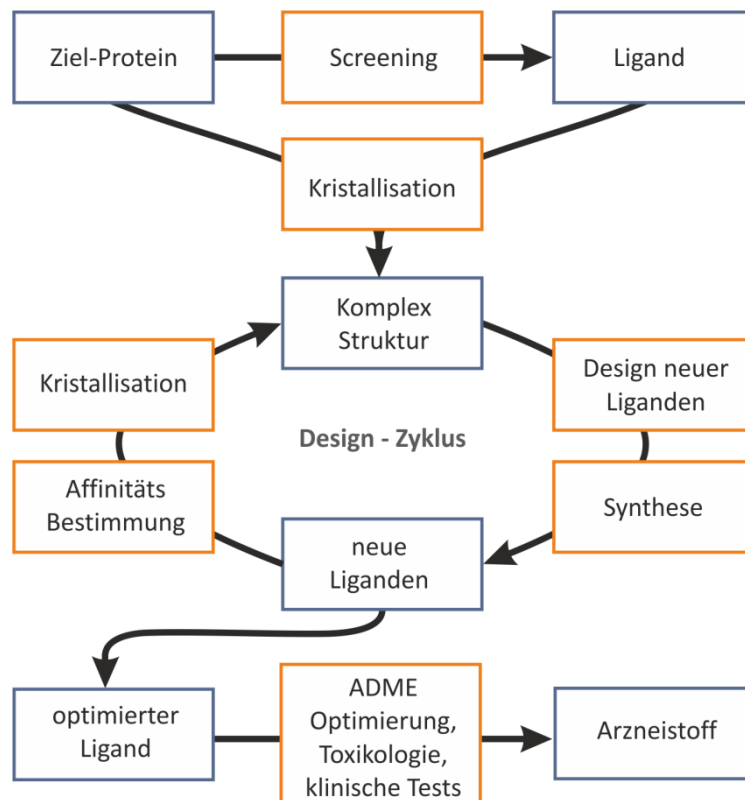 Ziel-Protein
Screening
Ligand
Kristallisation
Komplex
Struktur
Kristallisation
Design neuer
Liganden
Design - Zyklus
Affinitäts
Bestimmung
Synthese
neue
Liganden
optimierter
Ligand
ADME
Optimierung,
Toxikologie,
klinische Tests
Arzneistoff